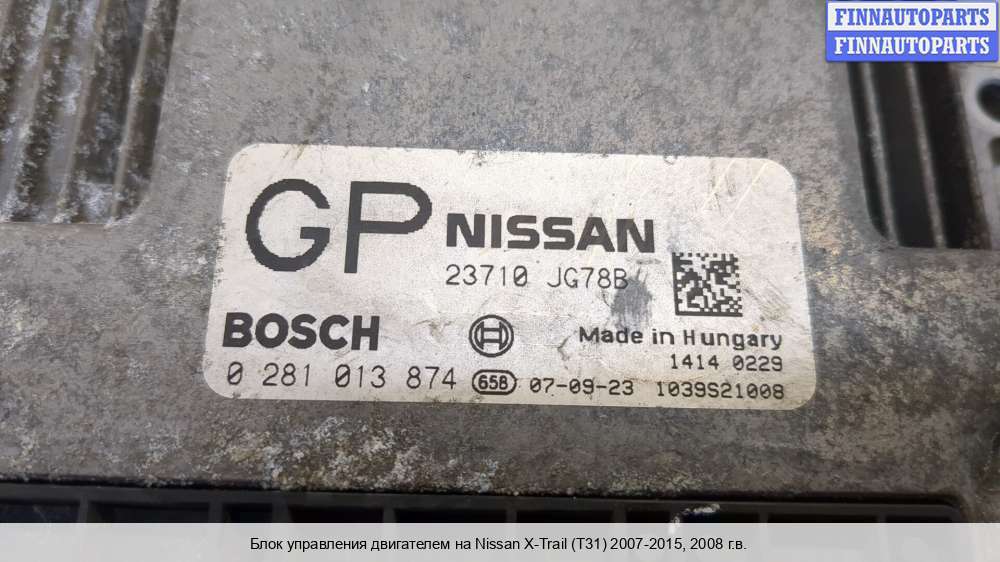 FINNAUTOPARTS
FINNAUTOPARTS
GP NISSAN
23710 JG78B
BOSCH
Made in Hungary
1414 0229
0 281 013 874 658 07-09-23 1039S21008
Блок управления двигателем на Nissan X-Trail (T31) 2007-2015, 2008 г.в.